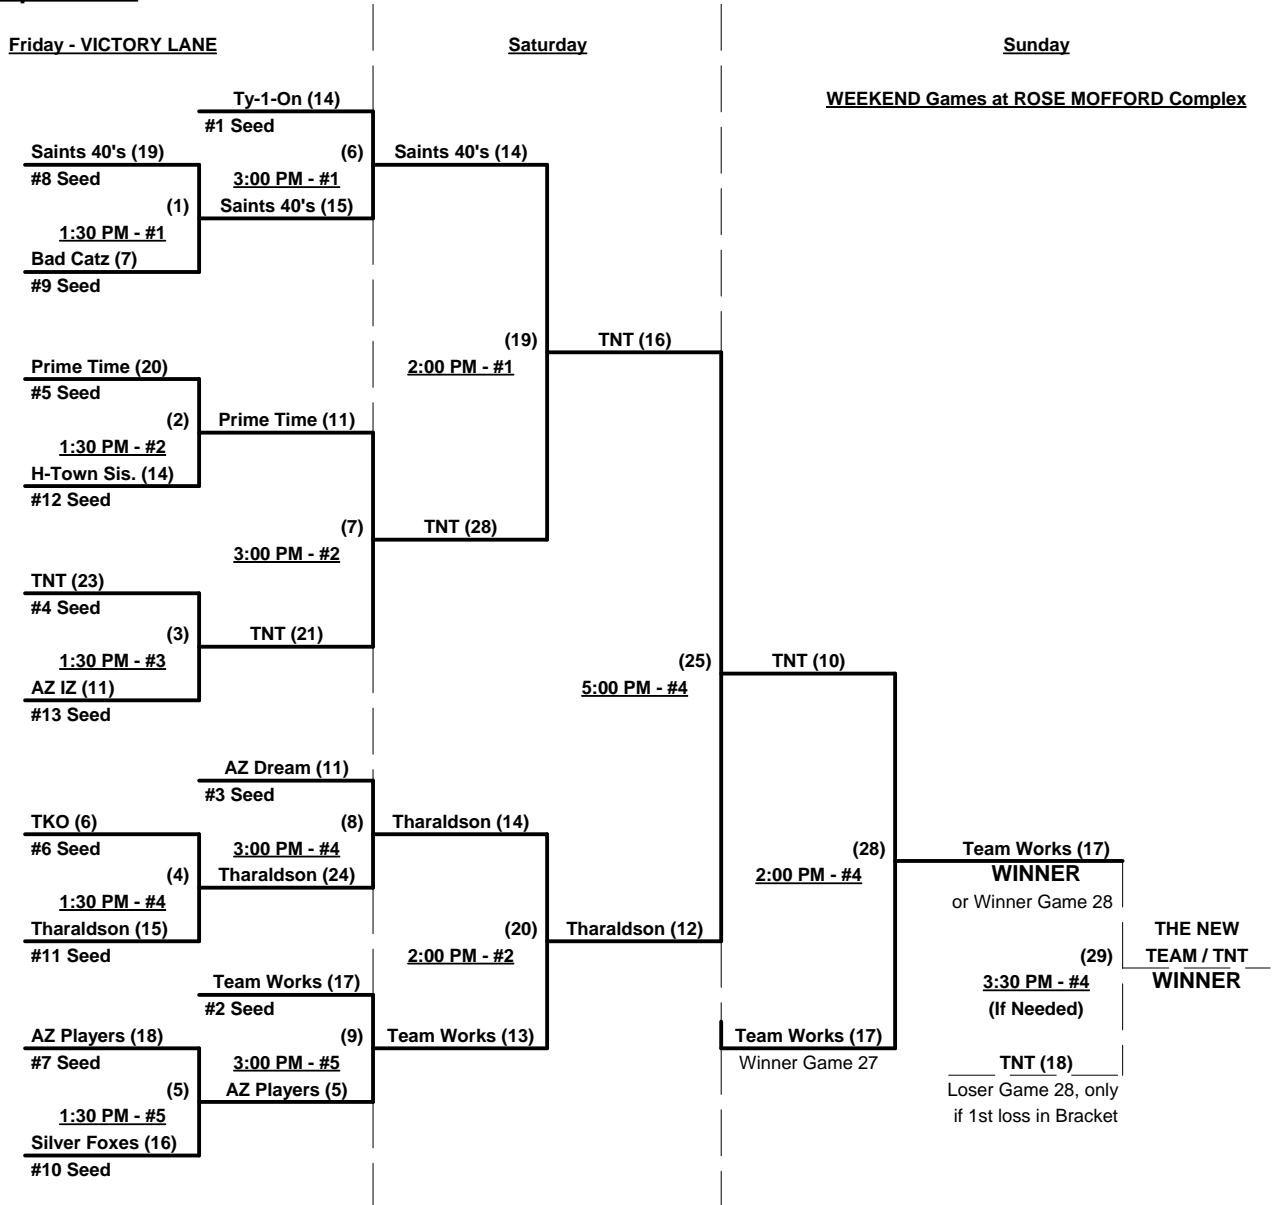 Friday - VICTORY LANE
Saturday
Sunday
WEEKEND Games at ROSE MOFFORD Complex
Ty-1-On (14)
#1 Seed
Saints 40's (19)
#8 Seed
(6)
3:00 PM - #1
Saints 40's (14)
(1)
1:30 PM - #1
Saints 40's (15)
Bad Catz (7)
#9 Seed
(19)
2:00 PM - #1
TNT (16)
Prime Time (20)
#5 Seed
(2)
1:30 PM - #2
Prime Time (11)
H-Town Sis. (14)
#12 Seed
(7)
3:00 PM - #2
TNT (28)
TNT (23)
#4 Seed
(3)
1:30 PM - #3
TNT (21)
AZ IZ (11)
#13 Seed
(25)
5:00 PM - #4
TNT (10)
AZ Dream (11)
#3 Seed
TKO (6)
#6 Seed
(8)
3:00 PM - #4
Tharaldson (14)
(4)
1:30 PM - #4
Tharaldson (24)
Tharaldson (15)
#11 Seed
(20)
2:00 PM - #2
Tharaldson (12)
(28)
2:00 PM - #4
Team Works (17)
WINNER
or Winner Game 28
THE NEW
TEAM / TNT
WINNER
(29)
3:30 PM - #4
(If Needed)
Team Works (17)
#2 Seed
AZ Players (18)
#7 Seed
(9)
3:00 PM - #5
Team Works (13)
(5)
1:30 PM - #5
AZ Players (5)
Silver Foxes (16)
#10 Seed
Team Works (17)
Winner Game 27
TNT (18)
Loser Game 28, only
if 1st loss in Bracket